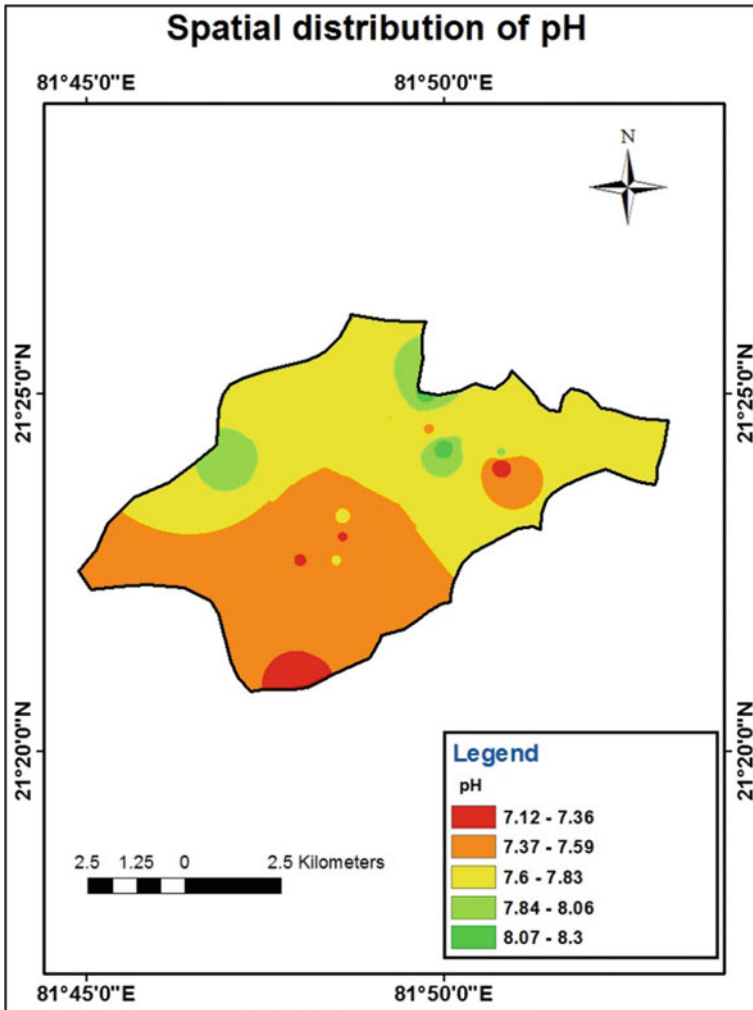 Spatial distribution of pH
81°45'0"E 81°50'0"E
N
21°25'0"N 21°25'0"N
21°20'0"N 21°20'0"N
Legend
pH
7.12 - 7.36
7.37 - 7.59
7.6 - 7.83
7.84 - 8.06
8.07 - 8.3
2.5 1.25 0 2.5 Kilometers
81°45'0"E 81°50'0"E